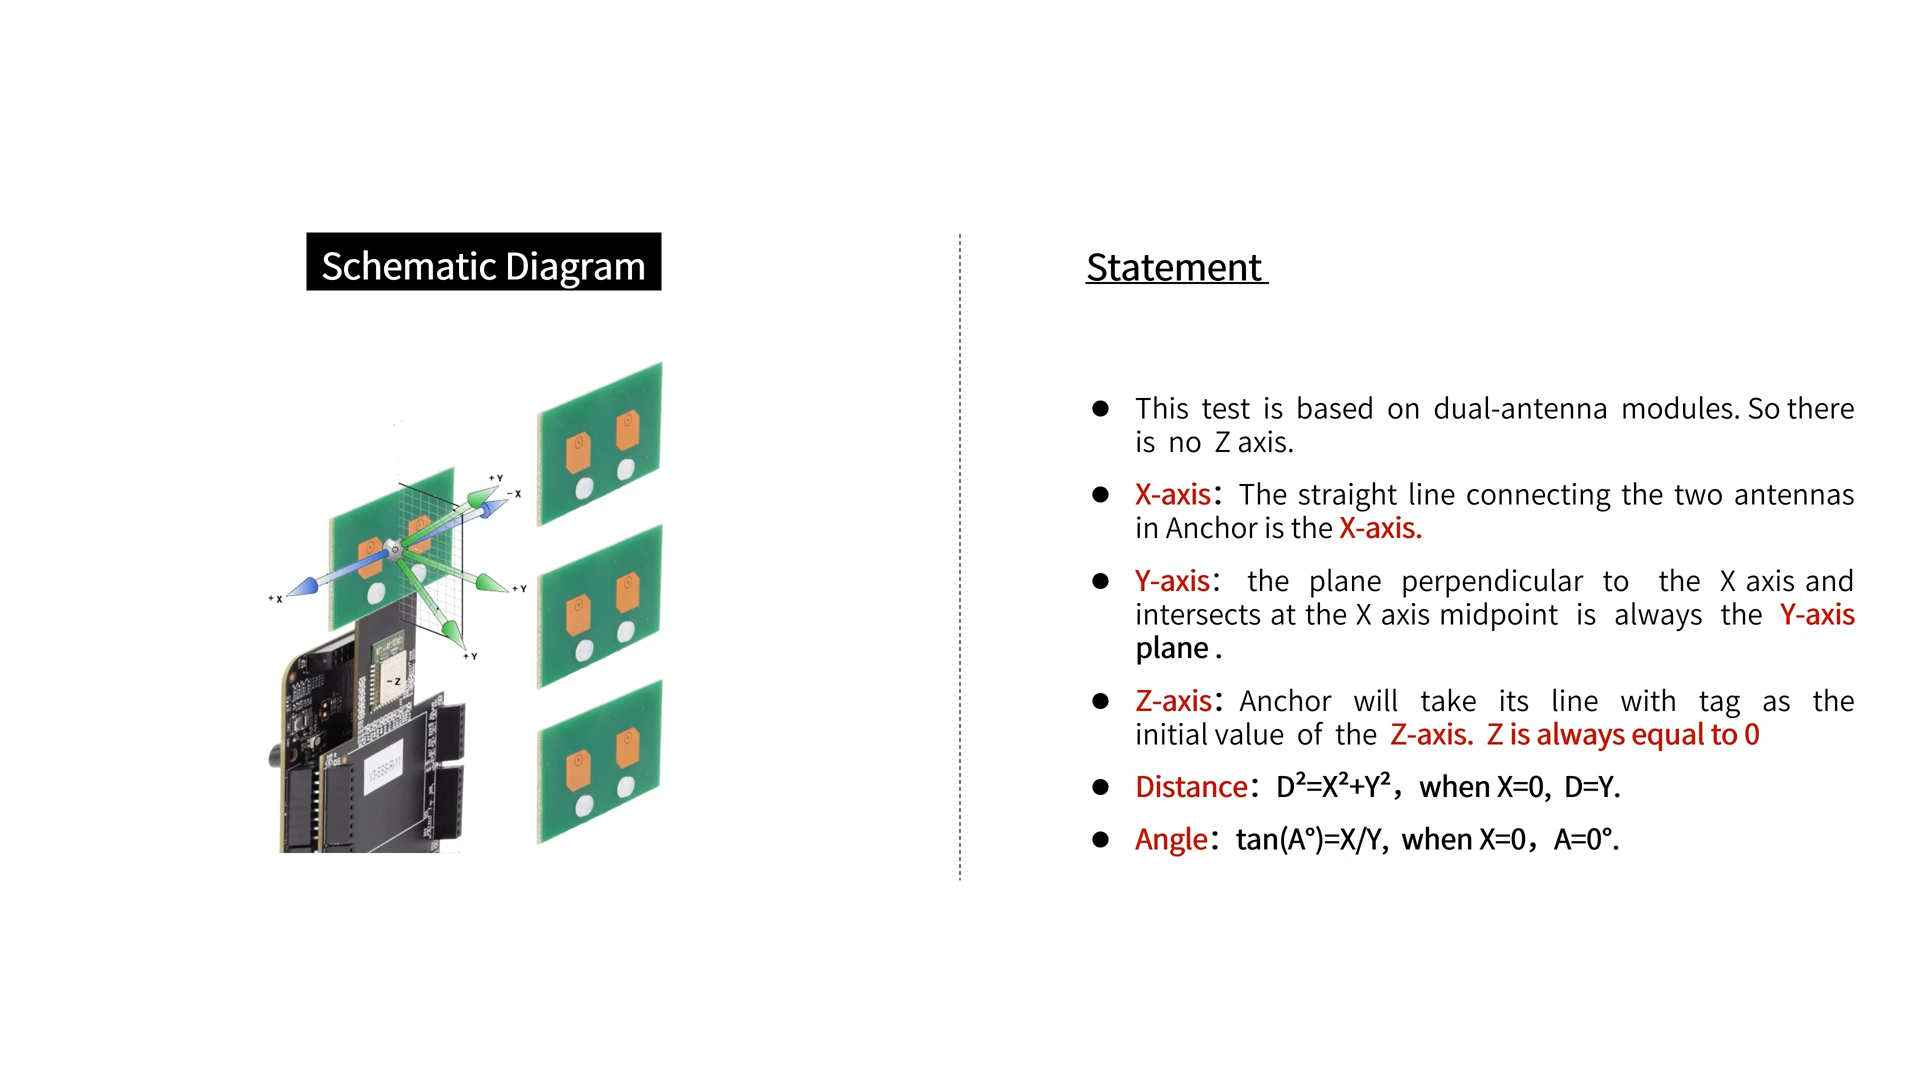 Schematic Diagram
+Y
-X
+X
+Y
+Y
-Z
V3-ESS-R-11
Statement
● This test is based on dual-antenna modules. So there
is no Z axis.
● X-axis： The straight line connecting the two antennas
in Anchor is the X-axis.
● Y-axis： the plane perpendicular to the X axis and
intersects at the X axis midpoint is always the Y-axis
plane .
● Z-axis： Anchor will take its line with tag as the
initial value of the Z-axis. Z is always equal to 0
● Distance： D²=X²+Y²， when X=0, D=Y.
● Angle： tan(A°)=X/Y, when X=0， A=0°.